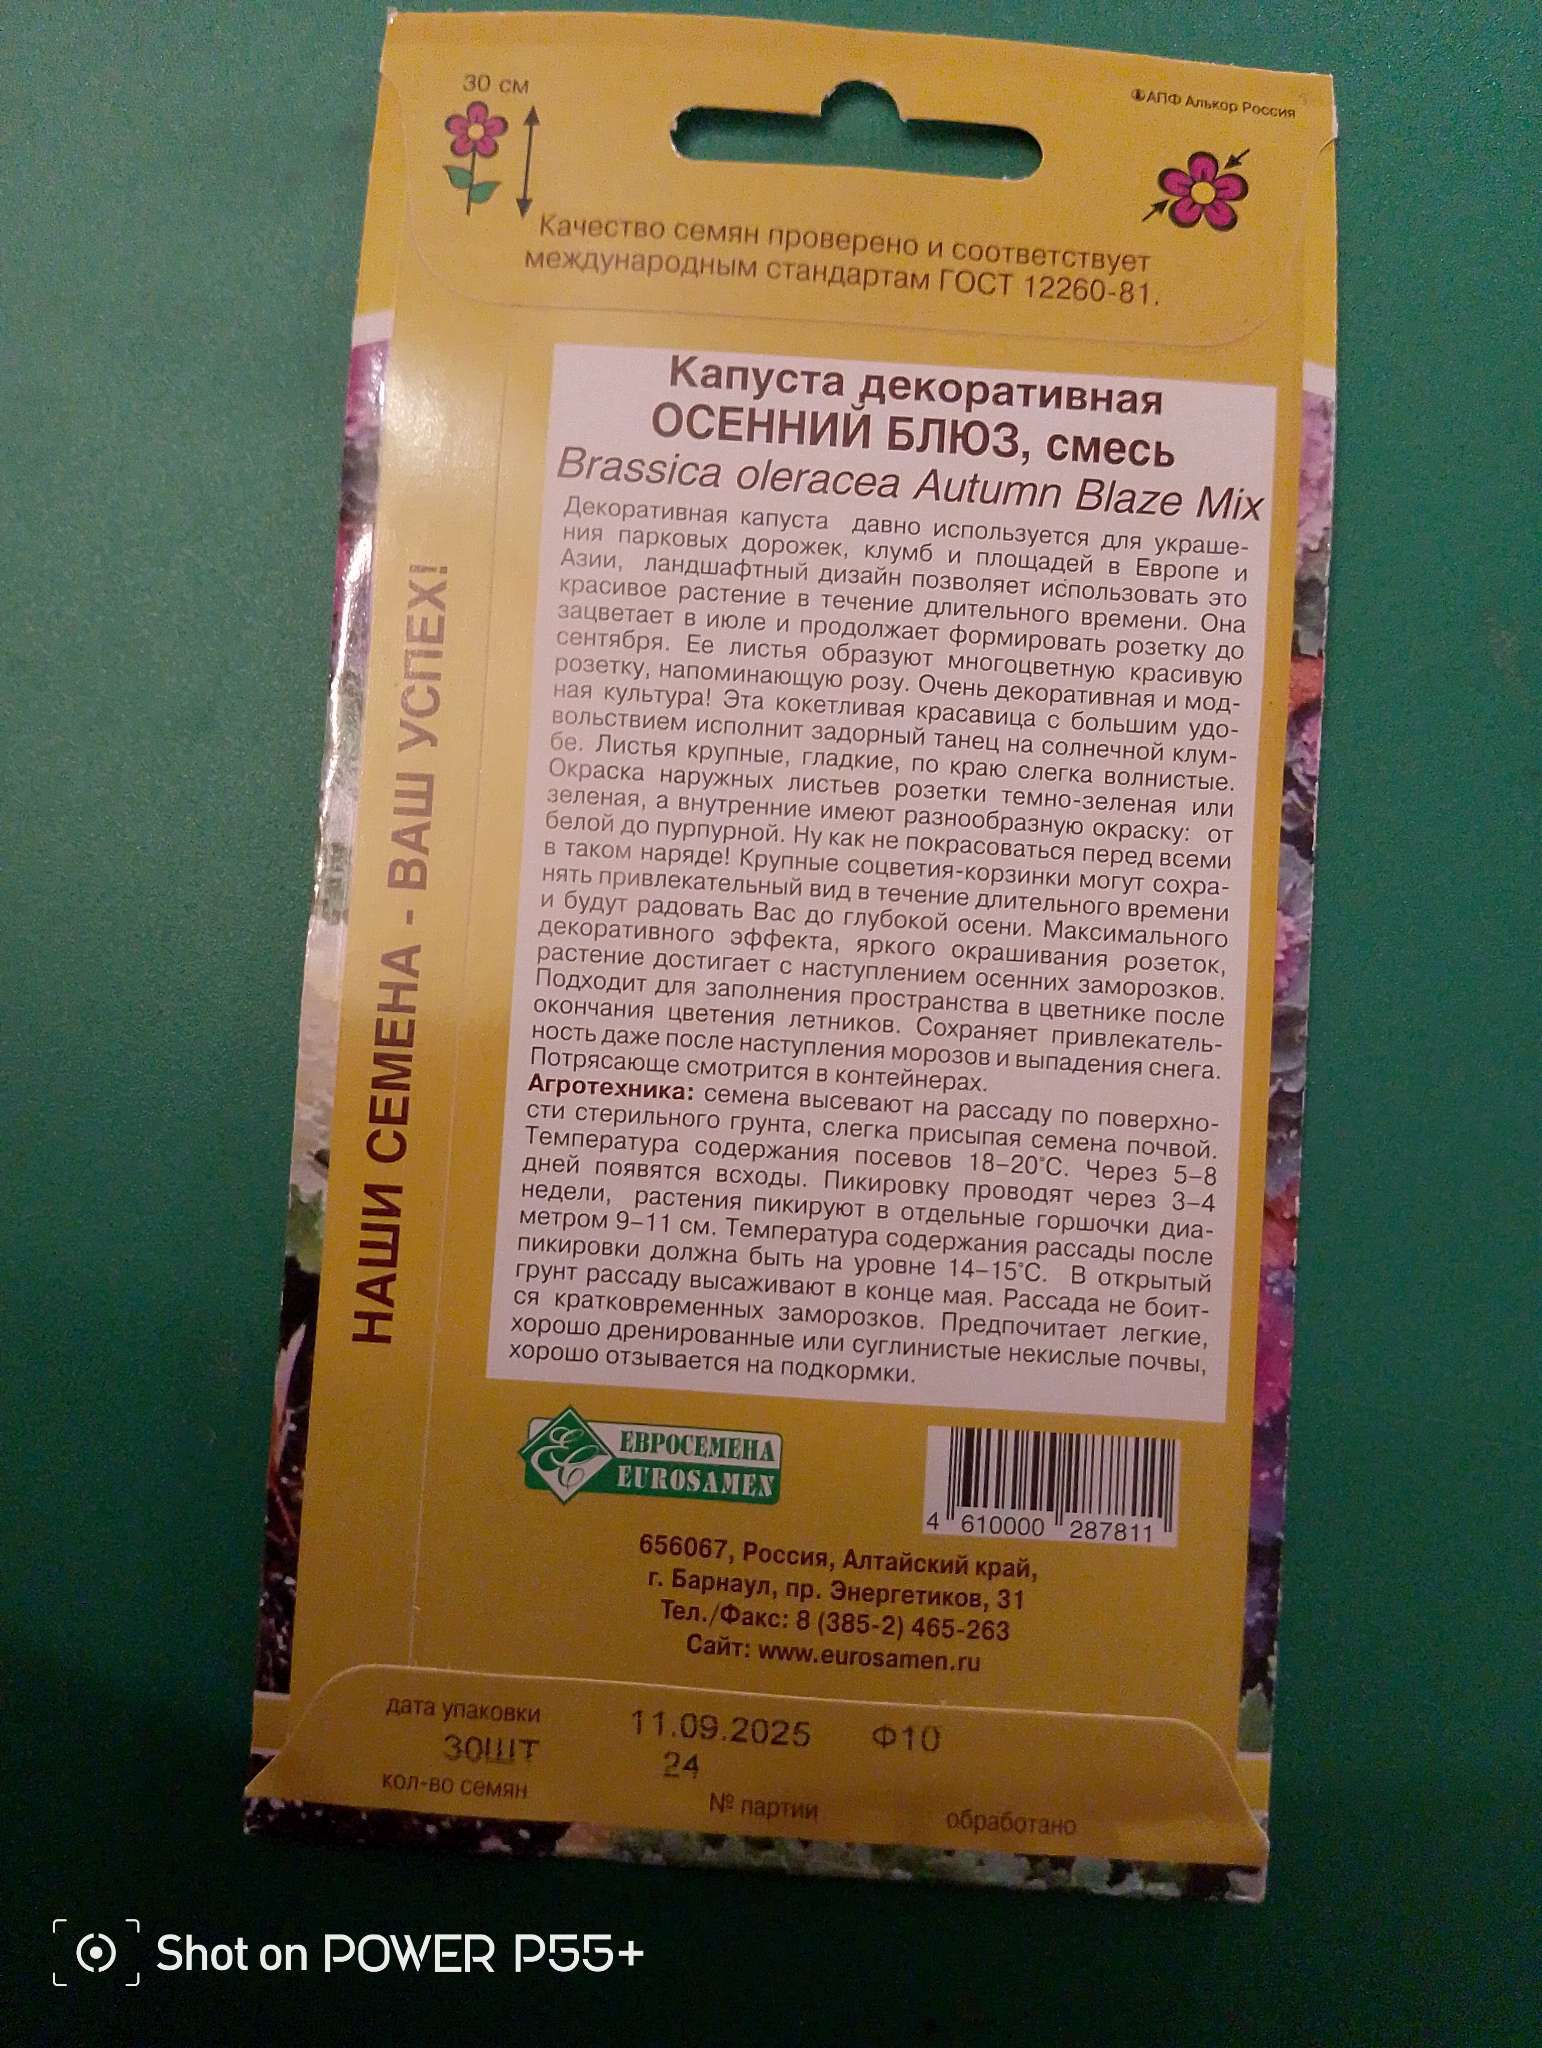 30 см
АПФ Алькор Россия
Качество семян проверено и соответствует
международным стандартам ГОСТ 12260-81.
Капуста декоративная
ОСЕННИЙ БЛЮЗ, смесь
Brassica oleracea Autumn Blaze Mix
Декоративная капуста давно используется для украше-
ния парковых дорожек, клумб и площадей в Европе и
Азии, ландшафтный дизайн позволяет использовать это
красивое растение в течение длительного времени. Она
зацветает в июле и продолжает формировать розетку до
сентября. Ее листья образуют многоцветную красивую
розетку, напоминающую розу. Очень декоративная и мод-
ная культура! Эта кокетливая красавица с большим удо-
вольствием исполнит задорный танец на солнечной клум-
бе. Листья крупные, гладкие, по краю слегка волнистые.
Окраска наружных листьев розетки темно-зеленая или
зеленая, а внутренние имеют разнообразную окраску: от
белой до пурпурной. Ну как не покрасоваться перед всеми
в таком наряде! Крупные соцветия-корзинки могут сохра-
нять привлекательный вид в течение длительного времени
и будут радовать Вас до глубокой осени. Максимального
декоративного эффекта, яркого окрашивания розеток,
растение достигает с наступлением осенних заморозков.
Подходит для заполнения пространства в цветнике после
окончания цветения летников. Сохраняет привлекатель-
ность даже после наступления морозов и выпадения снега.
Потрясающе смотрится в контейнерах.
Агротехника: семена высевают на рассаду по поверхно-
сти стерильного грунта, слегка присыпая семена почвой.
Температура содержания посевов 18–20°С. Через 5–8
дней появятся всходы. Пикировку проводят через 3–4
недели, растения пикируют в отдельные горшочки диа-
метром 9–11 см. Температура содержания рассады после
пикировки должна быть на уровне 14–15°С. В открытый
грунт рассаду высаживают в конце мая. Рассада не боит-
ся кратковременных заморозков. Предпочитает легкие,
хорошо дренированные или суглинистые некислые почвы,
хорошо отзывается на подкормки.
НАШИ СЕМЕНА - ВАШ УСПЕХ!
ЕС
ЕВРОСЕМЕНА
EUROSAMEN
4 610000 287811
656067, Россия, Алтайский край,
г. Барнаул, пр. Энергетиков, 31
Тел./Факс: 8 (385-2) 465-263
Сайт: www.eurosamen.ru
дата упаковки 11.09.2025 Ф10
30ШТ 24
кол-во семян № партии обработано
Shot on POWER P55+